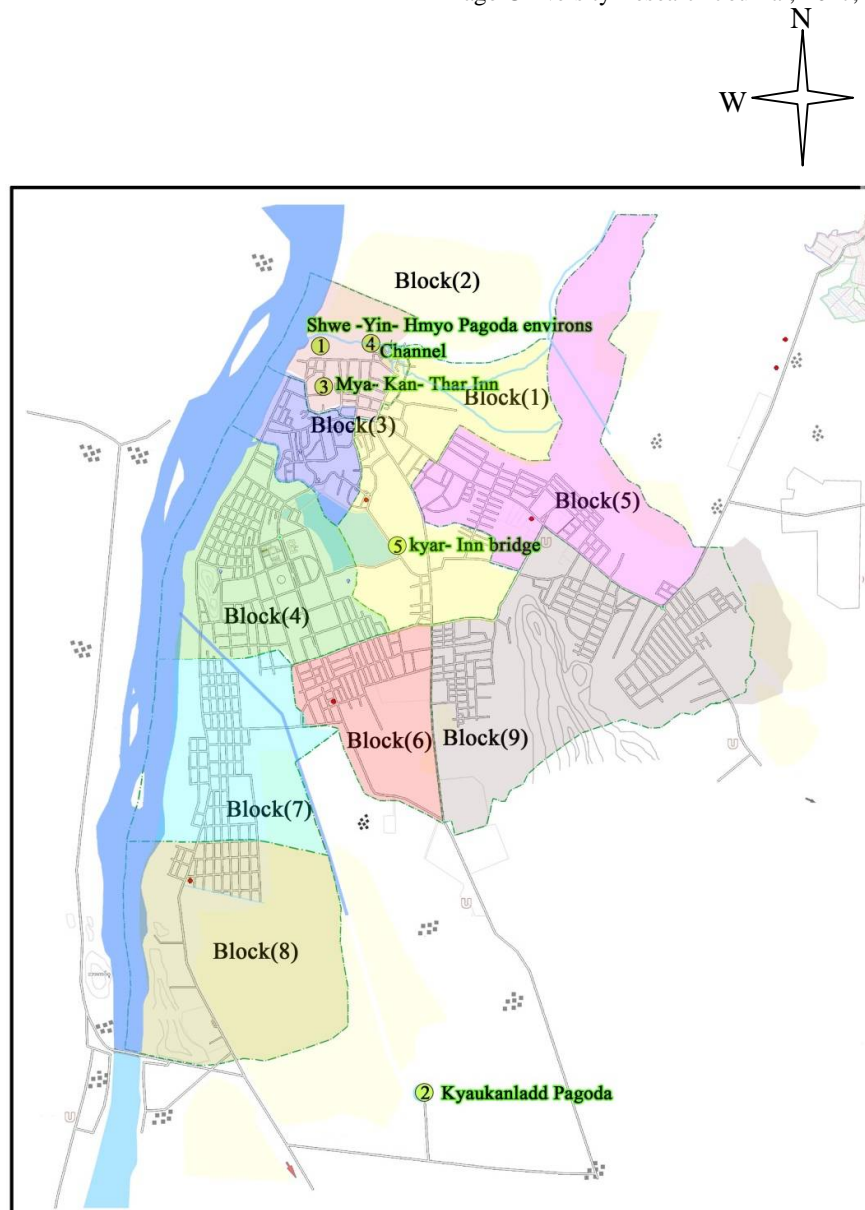 N
W
Block(2)
Shwe -Yin- Hmyo Pagoda environs
1
4
Channel
3 Mya- Kan- Thar Inn
Block(1)
Block(3)
Block(5)
5 kyar- Inn bridge
Block(4)
Block(6)
Block(9)
Block(7)
Block(8)
2 Kyaukanladd Pagoda